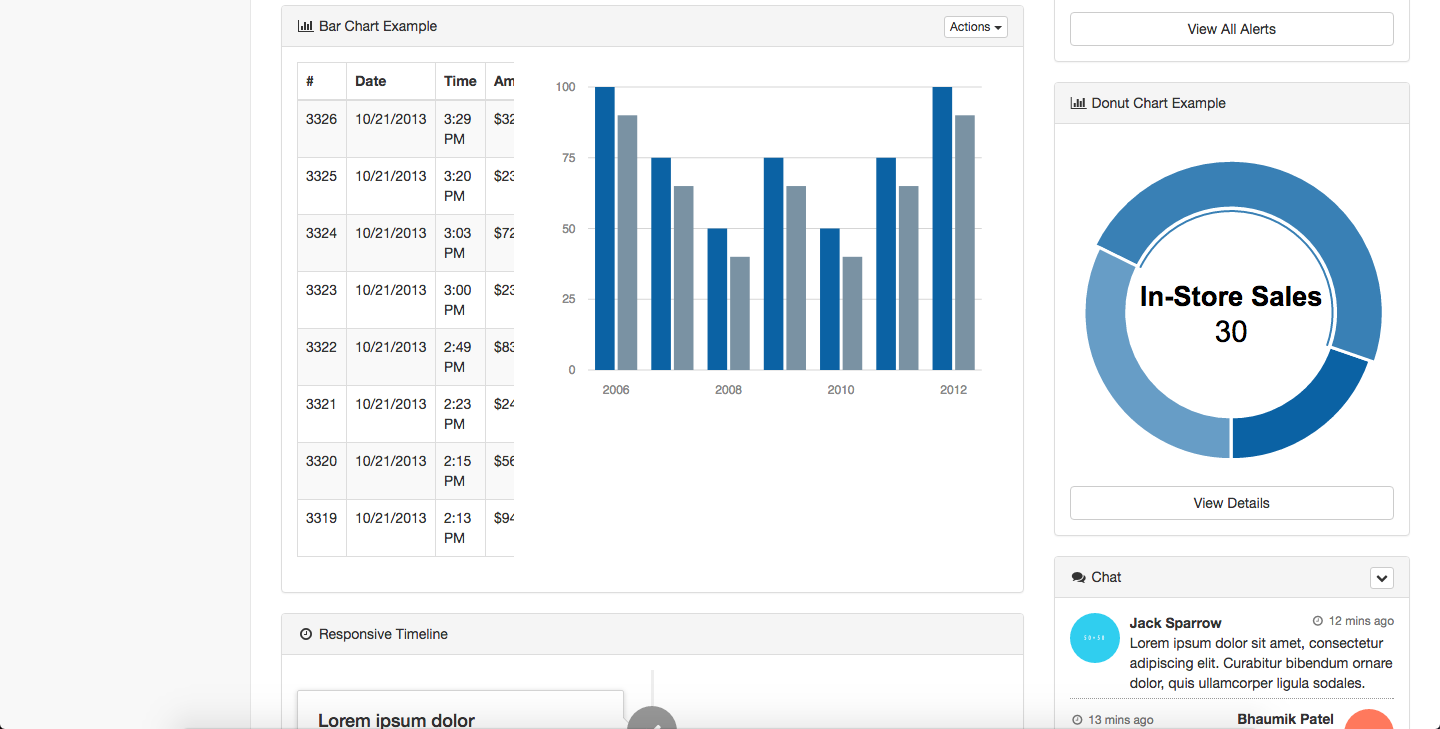 Bar Chart Example
Actions
# Date Time Am
3326 10/21/2013 3:29 PM $32
3325 10/21/2013 3:20 PM $23
3324 10/21/2013 3:03 PM $72
3323 10/21/2013 3:00 PM $23
3322 10/21/2013 2:49 PM $83
3321 10/21/2013 2:23 PM $24
3320 10/21/2013 2:15 PM $56
3319 10/21/2013 2:13 PM $94
100
75
50
25
0
2006 2008 2010 2012
Responsive Timeline
Lorem ipsum dolor
View All Alerts
Donut Chart Example
In-Store Sales
30
View Details
Chat
Jack Sparrow 12 mins ago
Lorem ipsum dolor sit amet, consectetur
adipiscing elit. Curabitur bibendum ornare
dolor, quis ullamcorper ligula sodales.
13 mins ago Bhaumik Patel